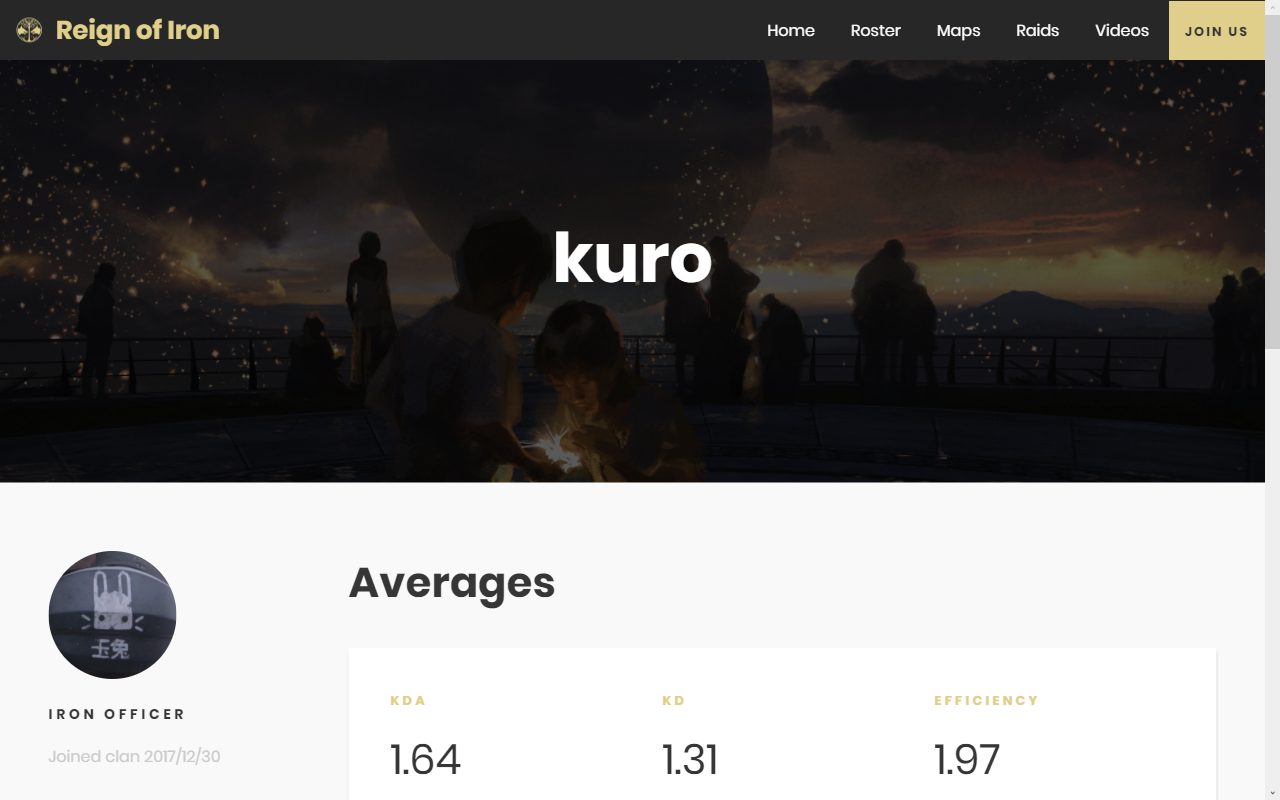 Reign of Iron
Home
Roster
Maps
Raids
Videos
JOIN US
kuro
玉兔
IRON OFFICER
Joined clan 2017/12/30
Averages
KDA
KD
EFFICIENCY
1.64
1.31
1.97